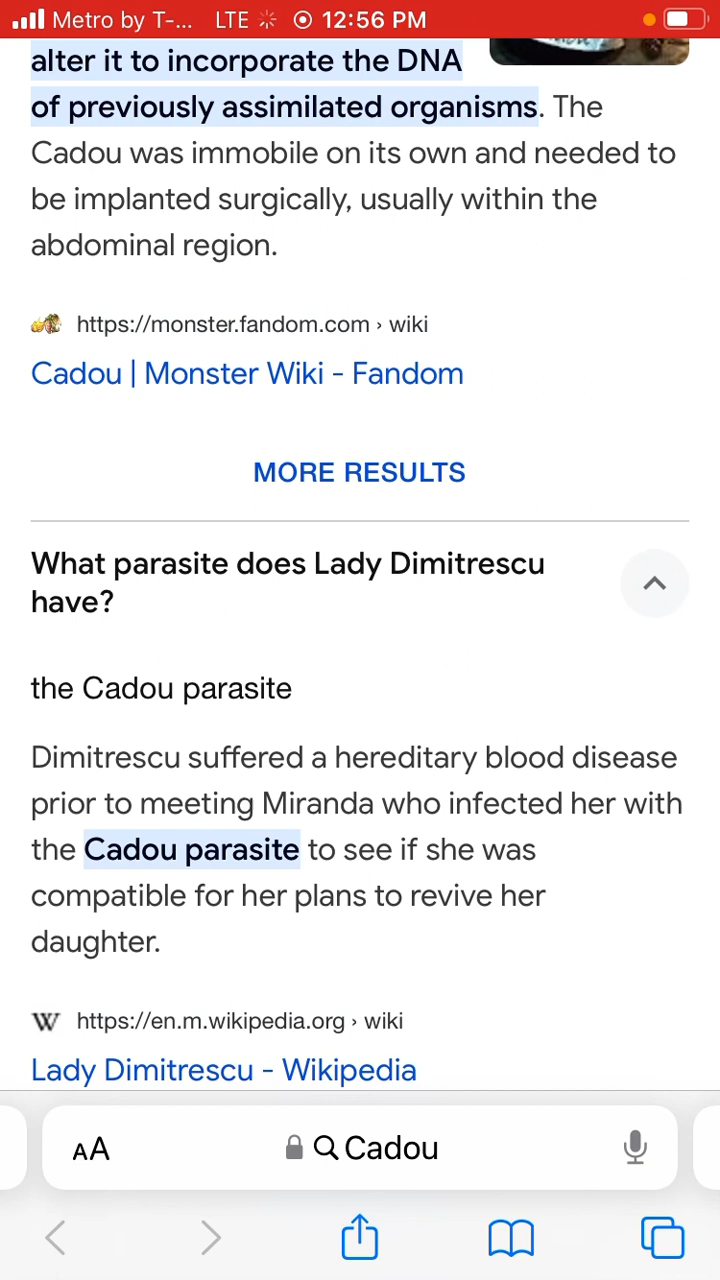 Metro by T-... LTE 12:56 PM
alter it to incorporate the DNA
of previously assimilated organisms. The
Cadou was immobile on its own and needed to
be implanted surgically, usually within the
abdominal region.
https://monster.fandom.com › wiki
Cadou | Monster Wiki - Fandom
MORE RESULTS
What parasite does Lady Dimitrescu
have?
the Cadou parasite
Dimitrescu suffered a hereditary blood disease
prior to meeting Miranda who infected her with
the Cadou parasite to see if she was
compatible for her plans to revive her
daughter.
W https://en.m.wikipedia.org › wiki
Lady Dimitrescu - Wikipedia
AA Cadou